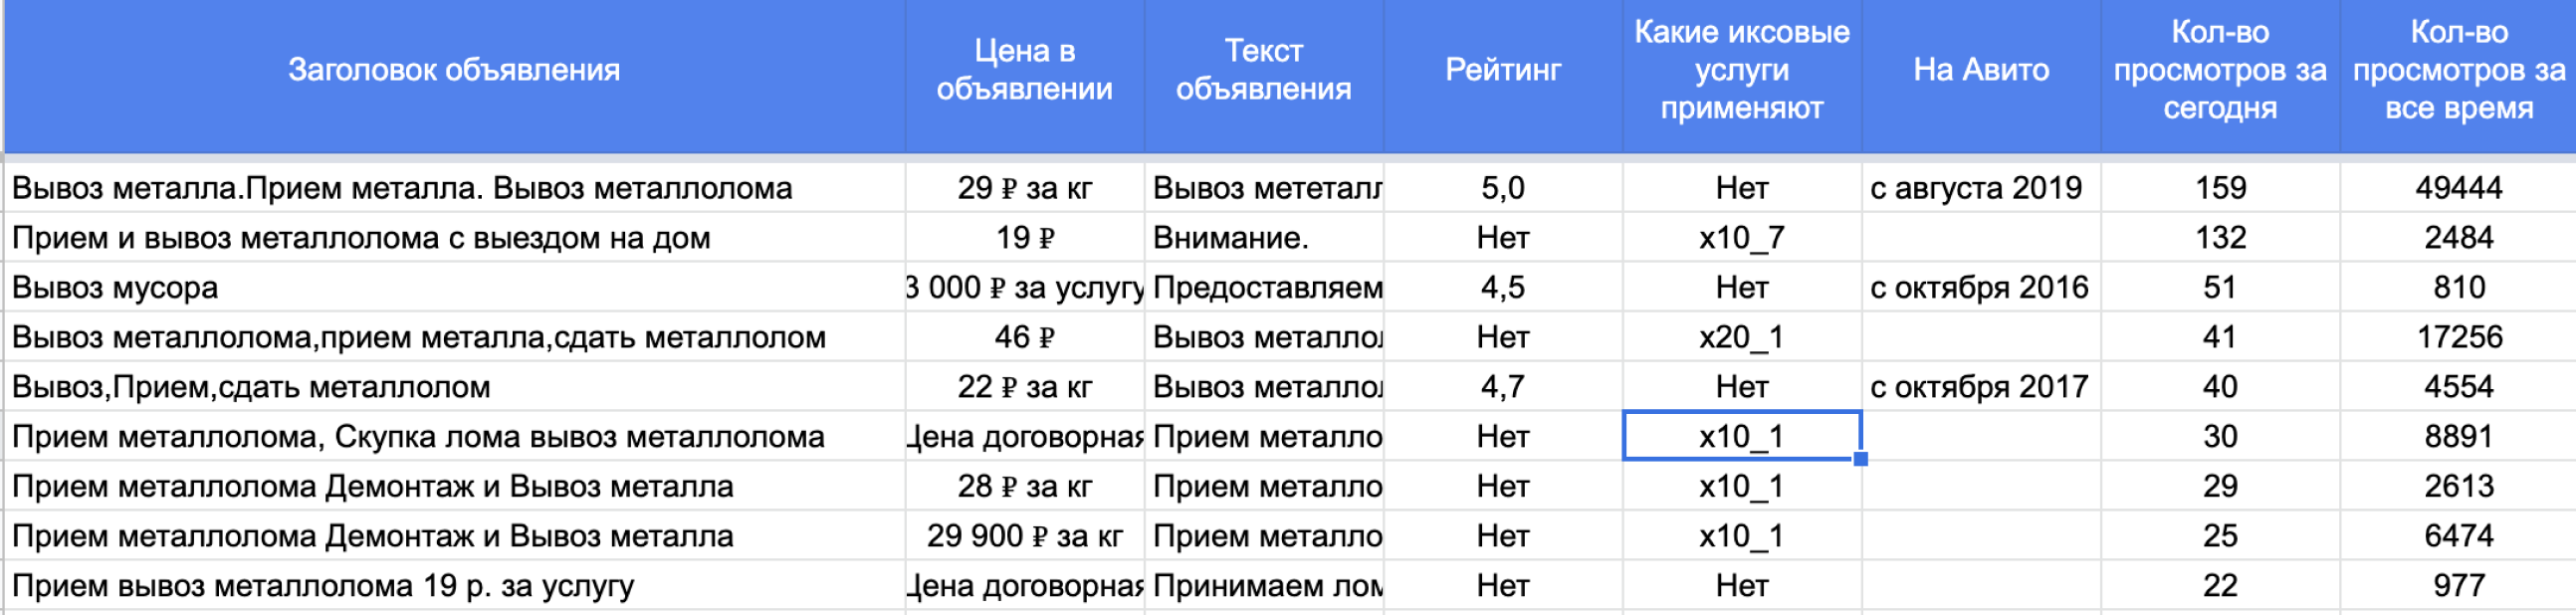 Заголовок объявления Цена в объявлении Текст объявления Рейтинг Какие иксовые услуги применяют На Авито Кол-во просмотров за сегодня Кол-во просмотров за все время
Вывоз металла.Прием металла. Вывоз металлолома 29 ₽ за кг Вывоз мететалл 5,0 Нет с августа 2019 159 49444
Прием и вывоз металлолома с выездом на дом 19 ₽ Внимание. Нет x10_7 132 2484
Вывоз мусора 3 000 ₽ за услугу Предоставляем 4,5 Нет с октября 2016 51 810
Вывоз металлолома,прием металла,сдать металлолом 46 ₽ Вывоз металлол Нет x20_1 41 17256
Вывоз,Прием,сдать металлолом 22 ₽ за кг Вывоз металлол 4,7 Нет с октября 2017 40 4554
Прием металлолома, Скупка лома вывоз металлолома Цена договорная Прием металло Нет x10_1 30 8891
Прием металлолома Демонтаж и Вывоз металла 28 ₽ за кг Прием металло Нет x10_1 29 2613
Прием металлолома Демонтаж и Вывоз металла 29 900 ₽ за кг Прием металло Нет x10_1 25 6474
Прием вывоз металлолома 19 р. за услугу Цена договорная Принимаем лом Нет Нет 22 977